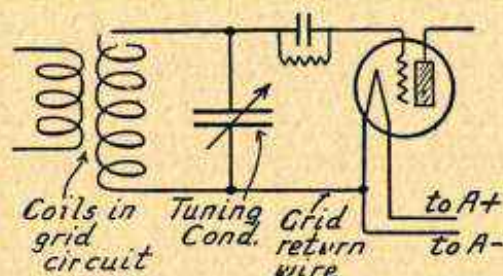 Coils in
grid
circuit
Tuning
Cond.
Grid
return
wire
to A+
to A-